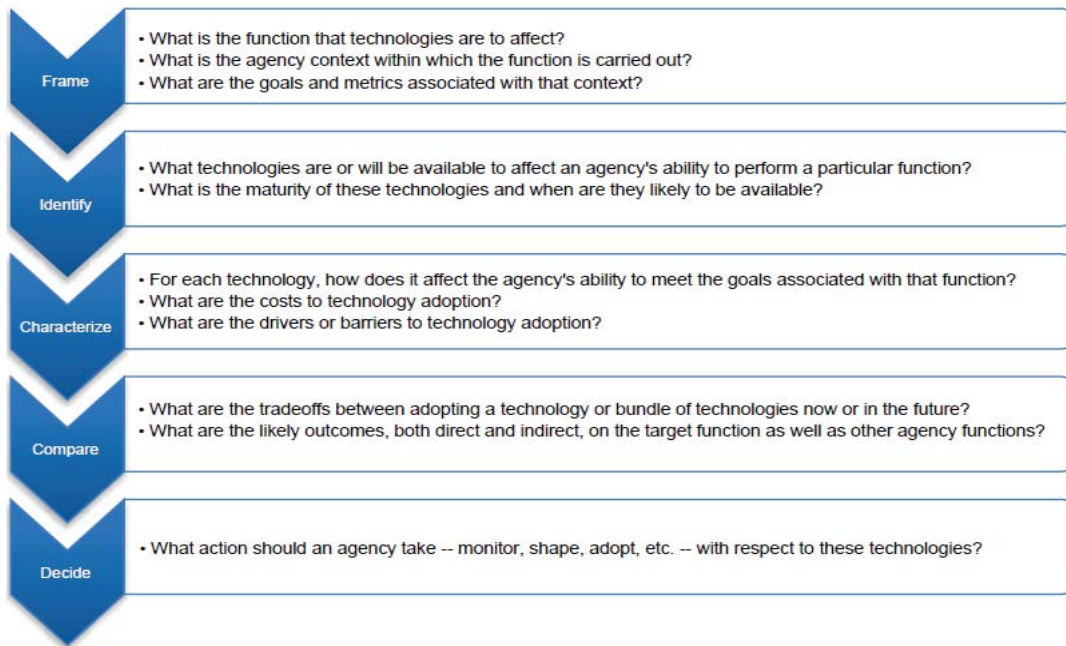 Frame
• What is the function that technologies are to affect?
• What is the agency context within which the function is carried out?
• What are the goals and metrics associated with that context?
Identify
• What technologies are or will be available to affect an agency's ability to perform a particular function?
• What is the maturity of these technologies and when are they likely to be available?
Characterize
• For each technology, how does it affect the agency's ability to meet the goals associated with that function?
• What are the costs to technology adoption?
• What are the drivers or barriers to technology adoption?
Compare
• What are the tradeoffs between adopting a technology or bundle of technologies now or in the future?
• What are the likely outcomes, both direct and indirect, on the target function as well as other agency functions?
Decide
• What action should an agency take -- monitor, shape, adopt, etc. -- with respect to these technologies?